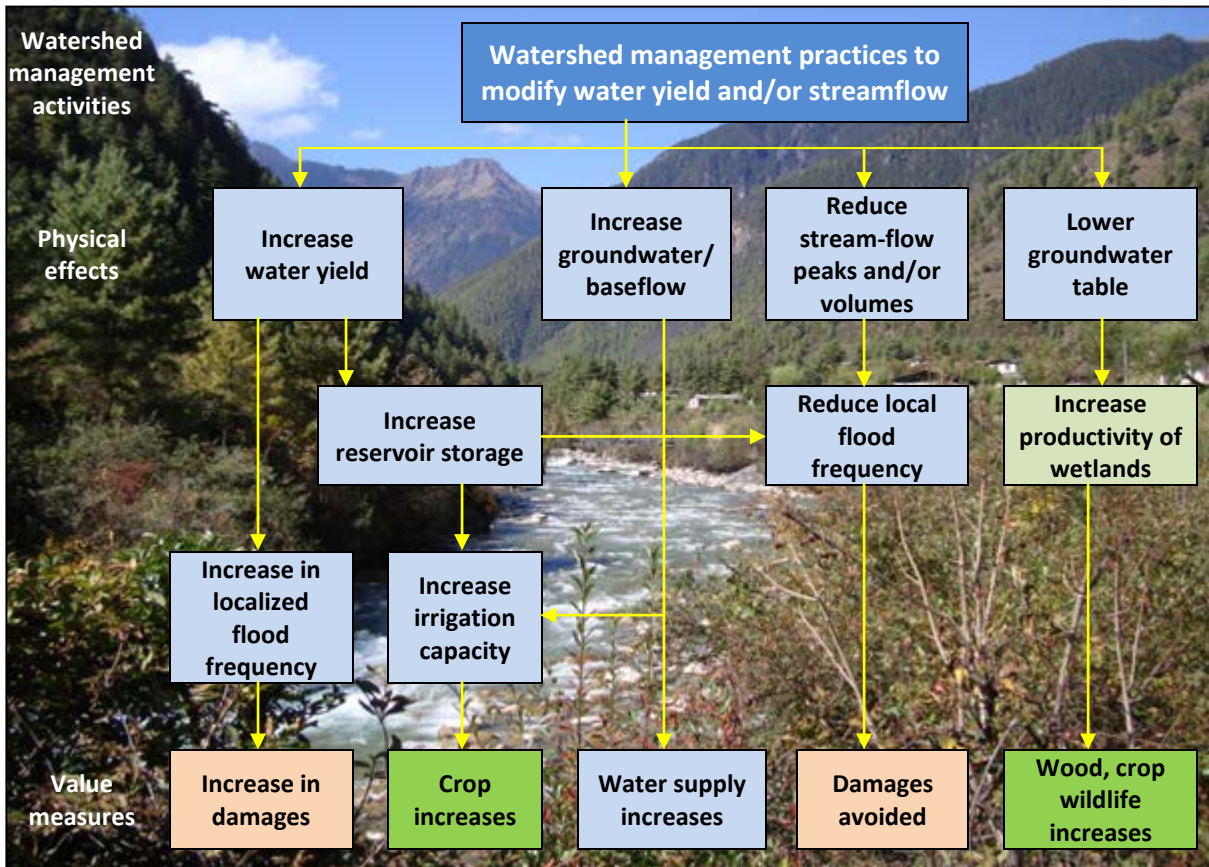 Watershed
management
activities
Watershed management practices to
modify water yield and/or streamflow
Physical
effects
Increase
water yield
Increase
groundwater/
baseflow
Reduce
stream-flow
peaks and/or
volumes
Lower
groundwater
table
Increase
reservoir storage
Reduce local
flood
frequency
Increase
productivity of
wetlands
Increase in
localized
flood
frequency
Increase
irrigation
capacity
Value
measures
Increase in
damages
Crop
increases
Water supply
increases
Damages
avoided
Wood, crop
wildlife
increases